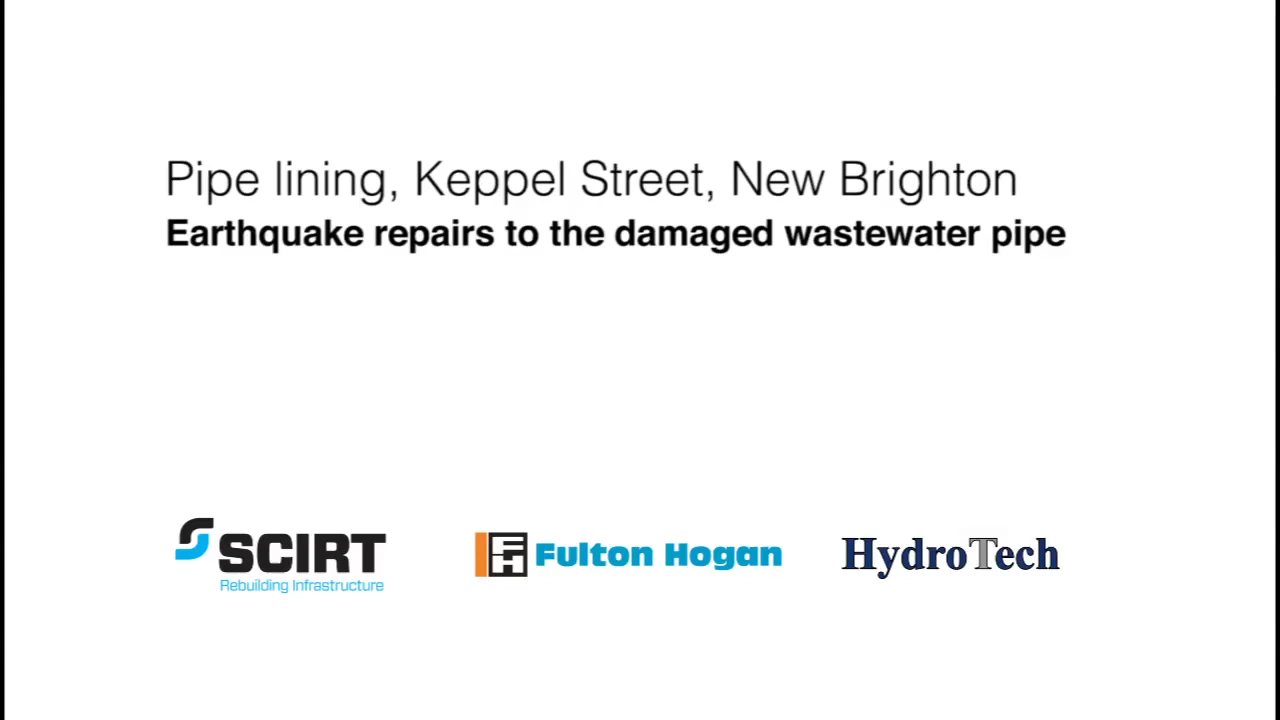 Pipe lining, Keppel Street, New Brighton
Earthquake repairs to the damaged wastewater pipe
SCIRT
Rebuilding Infrastructure
FH Fulton Hogan
HydroTech